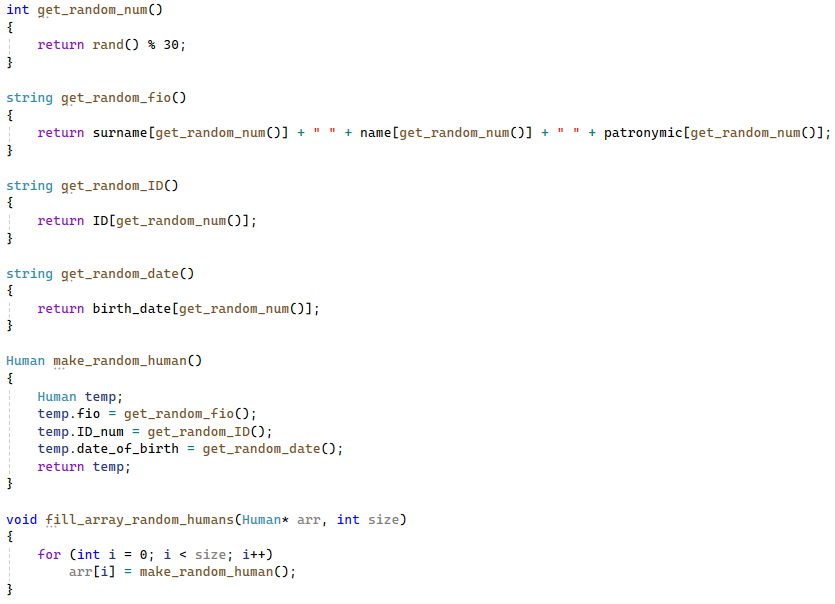 int get_random_num()
{
    return rand() % 30;
}

string get_random_fio()
{
    return surname[get_random_num()] + " " + name[get_random_num()] + " " + patronymic[get_random_num()];
}

string get_random_ID()
{
    return ID[get_random_num()];
}

string get_random_date()
{
    return birth_date[get_random_num()];
}

Human make_random_human()
{
    Human temp;
    temp.fio = get_random_fio();
    temp.ID_num = get_random_ID();
    temp.date_of_birth = get_random_date();
    return temp;
}

void fill_array_random_humans(Human* arr, int size)
{
    for (int i = 0; i < size; i++)
        arr[i] = make_random_human();
}